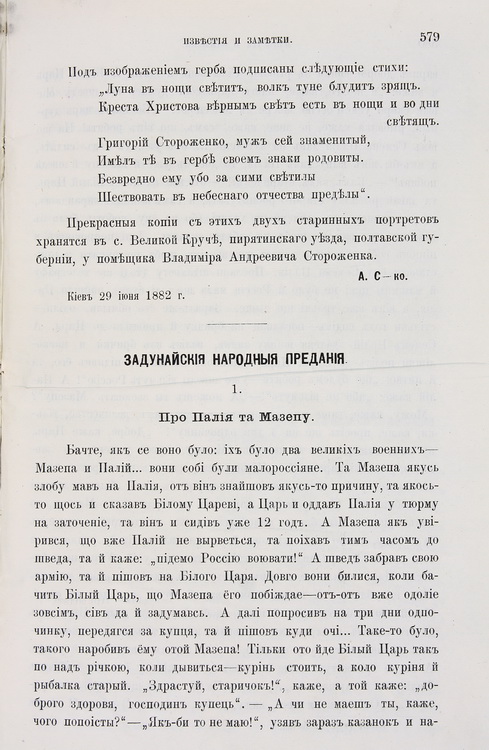 ИЗВѢСТІЯ И ЗАМѢТКИ. 579
Подъ изображеніемъ герба подписаны слѣдующіе стихи:
„Луна въ нощи свѣтитъ, волкъ туне блудит зрящъ.
Креста Христова вѣрнымъ свѣтъ есть въ нощи и во дни
свѣтящъ.
Григорій Стороженко, мужъ сей знаменитый,
Имѣлъ тѣ въ гербѣ своемъ знаки родовиты.
Безвредно ему убо за сими свѣтилы
Шествовать въ небеснаго отчества предѣлы“.
Прекрасныя копіи съ этихъ двухъ старинныхъ портретовъ
хранятся въ с. Великой Кручѣ, пирятинскаго уѣзда, полтавской гу-
берніи, у помѣщика Владиміра Андреевича Стороженка.
А. С—ко.
Кіевъ 29 іюня 1882 г.
ЗАДУНАЙСКІЯ НАРОДНЫЯ ПРЕДАНІЯ.
1.
Про Палія та Мазепу.
Бачте, якъ се воно було: іхъ було два великіхъ военнихъ—
Мазепа и Палій... вони собі були малороссіяне. Та Мазепа якусь
злобу мавъ на Палія, отъ вінъ знайшовъ якусь-то причину, та якось-
то щось и сказавъ Білому Цареві, а Царь и оддавъ Палія у тюрму
на заточеніе, та вінъ и сидівъ уже 12 годъ. А Мазепа якъ уві-
рився, що вже Палій не вырветься, та поіхавъ тимъ часомъ до
шведа, та й каже: „підемо Россію воювати!“ А шведъ забравъ свою
армію, та й пішовъ на Білого Царя. Довго вони билися, коли ба-
чить Білый Царь, що Мазепа ёго побіждае—отъ-отъ вже одоліе
зовсімъ, сівъ да й задумавсь. А далі попросивъ на три дні одпо-
чинку, передягся за купця, та й пішовъ куди очі... Таке-то було,
такого наробивъ ёму отой Мазепа! Тільки ото йде Білый Царь такъ
по надъ річкою, коли дывиться—курінь стоить, а коло куріня й
рыбалка старый. „Здрастуй, старичокъ!“, каже, а той каже: „до-
брого здоровя, господинъ купецъ.“ — „А чи не маешъ ты, каже,
чого попоісты?“—„Якъ-би то не маю!“, узявъ заразъ казанокъ и на-